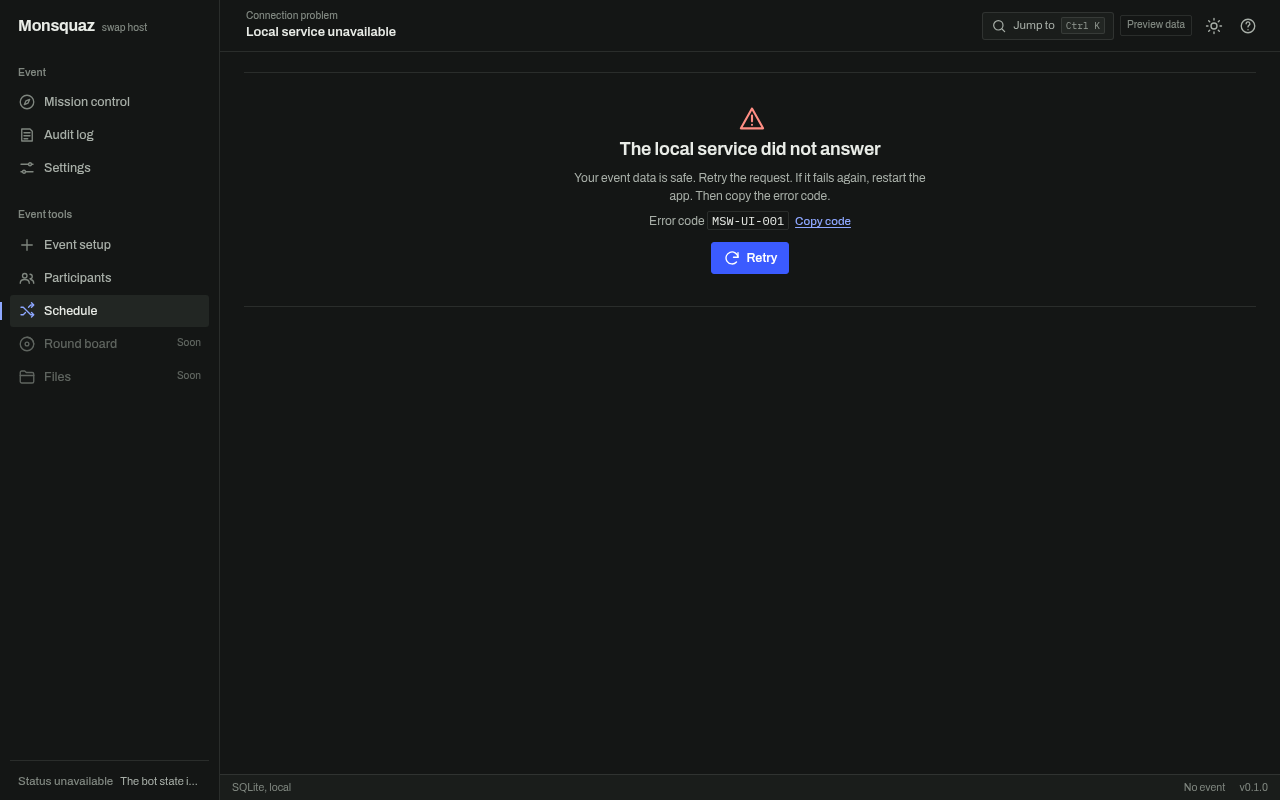 Monsquaz swap host
Event
Mission control
Audit log
Settings
Event tools
Event setup
Participants
Schedule
Round board Soon
Files Soon
Status unavailable The bot state i...
Connection problem
Local service unavailable
Jump to Ctrl K
Preview data
The local service did not answer
Your event data is safe. Retry the request. If it fails again, restart the
app. Then copy the error code.
Error code MSW-UI-001 Copy code
Retry
SQLite, local
No event v0.1.0